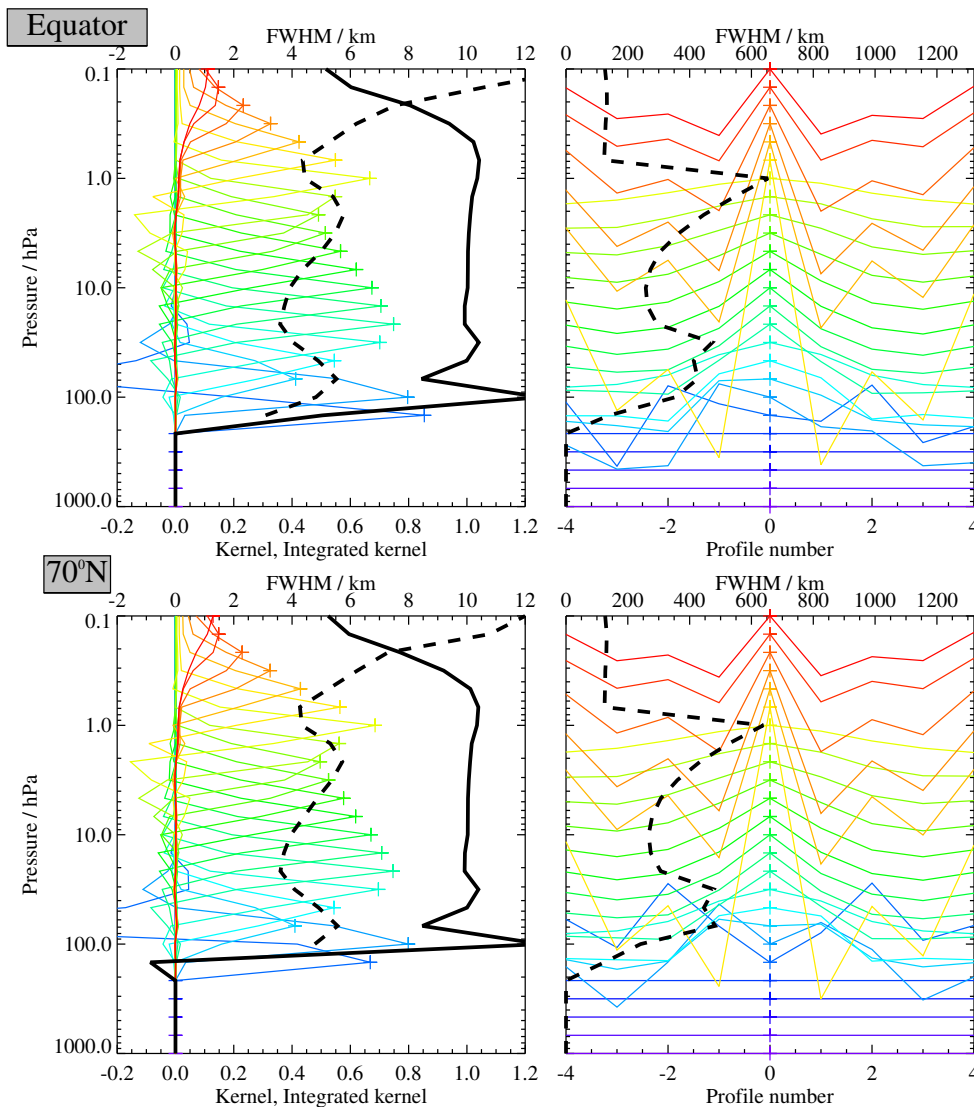 Equator
FWHM / km
-2 0 2 4 6 8 10 12
FWHM / km
0 200 400 600 800 1000 1200
Pressure / hPa
0.1
1.0
10.0
100.0
1000.0
-0.2 0.0 0.2 0.4 0.6 0.8 1.0 1.2
Kernel, Integrated kernel
-4 -2 0 2 4
Profile number
70⁰N
FWHM / km
-2 0 2 4 6 8 10 12
FWHM / km
0 200 400 600 800 1000 1200
Pressure / hPa
0.1
1.0
10.0
100.0
1000.0
-0.2 0.0 0.2 0.4 0.6 0.8 1.0 1.2
Kernel, Integrated kernel
-4 -2 0 2 4
Profile number